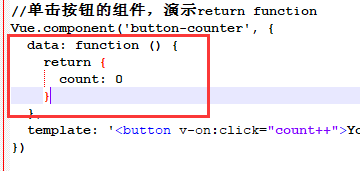 //单击按钮的组件，演示return function
Vue.component('button-counter', {
data: function () {
return {
count: 0
}
},
template: '<button v-on:click="count++">Yo
})